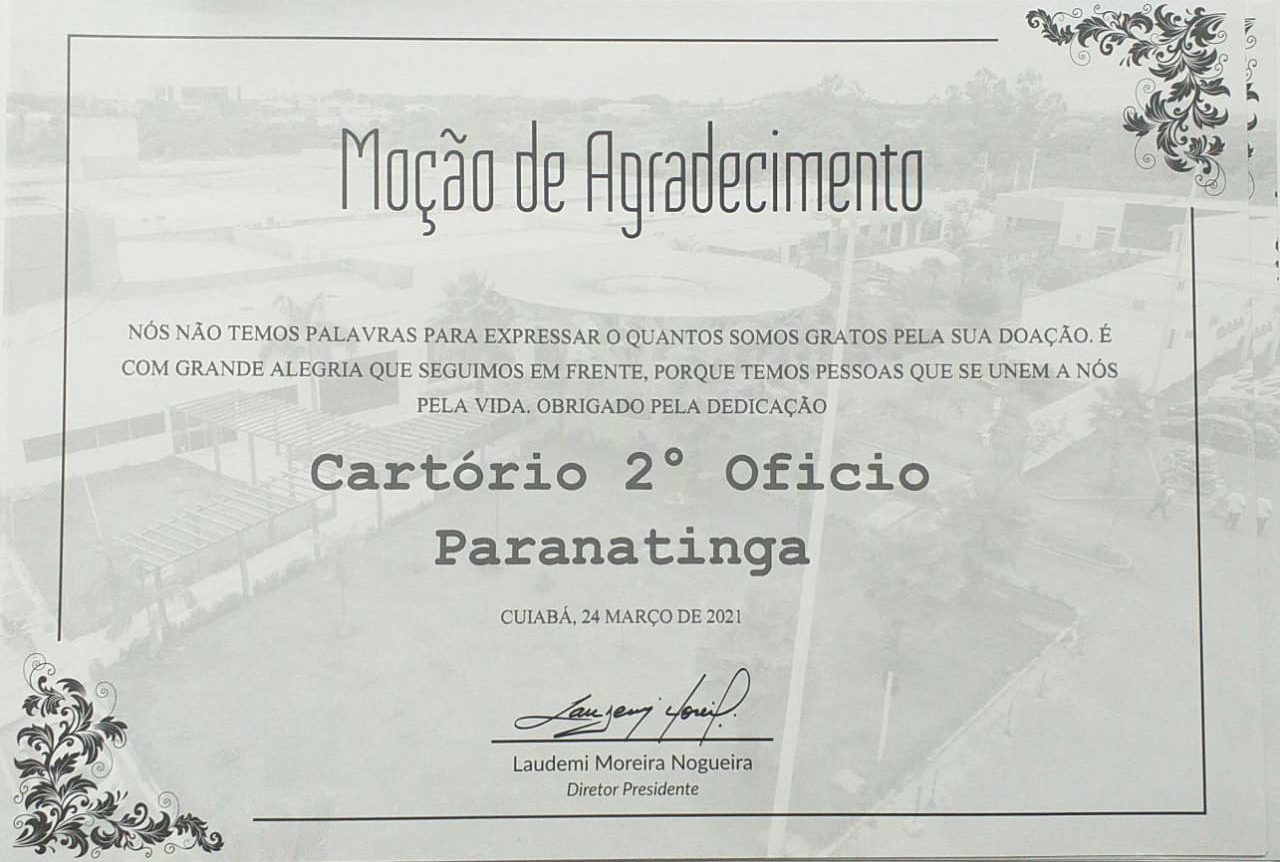 Moção de Agradecimento
NÓS NÃO TEMOS PALAVRAS PARA EXPRESSAR O QUANTOS SOMOS GRATOS PELA SUA DOAÇÃO. É
COM GRANDE ALEGRIA QUE SEGUIMOS EM FRENTE, PORQUE TEMOS PESSOAS QUE SE UNEM A NÓS
PELA VIDA. OBRIGADO PELA DEDICAÇÃO
Cartório 2° Oficio
Paranatinga
CUIABÁ, 24 MARÇO DE 2021
Laudemi Moreira Nogueira
Diretor Presidente